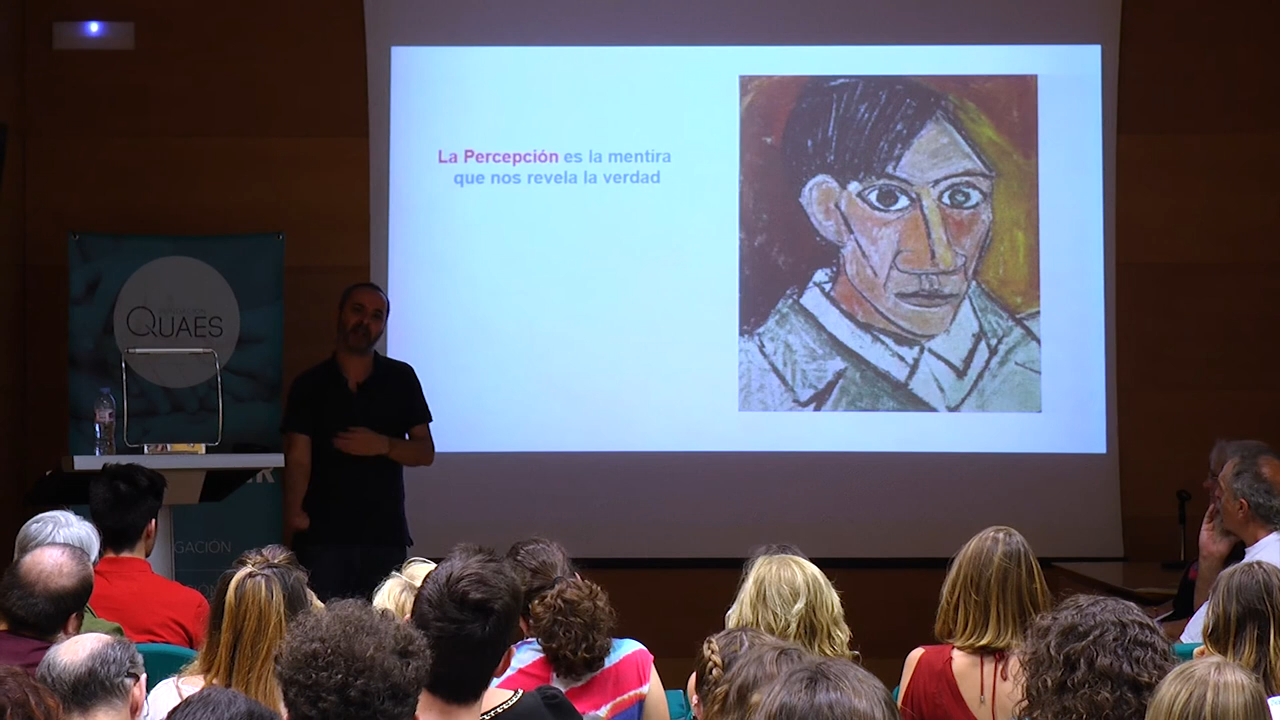 La Percepción es la mentira
que nos revela la verdad
QUAES
GACIÓN